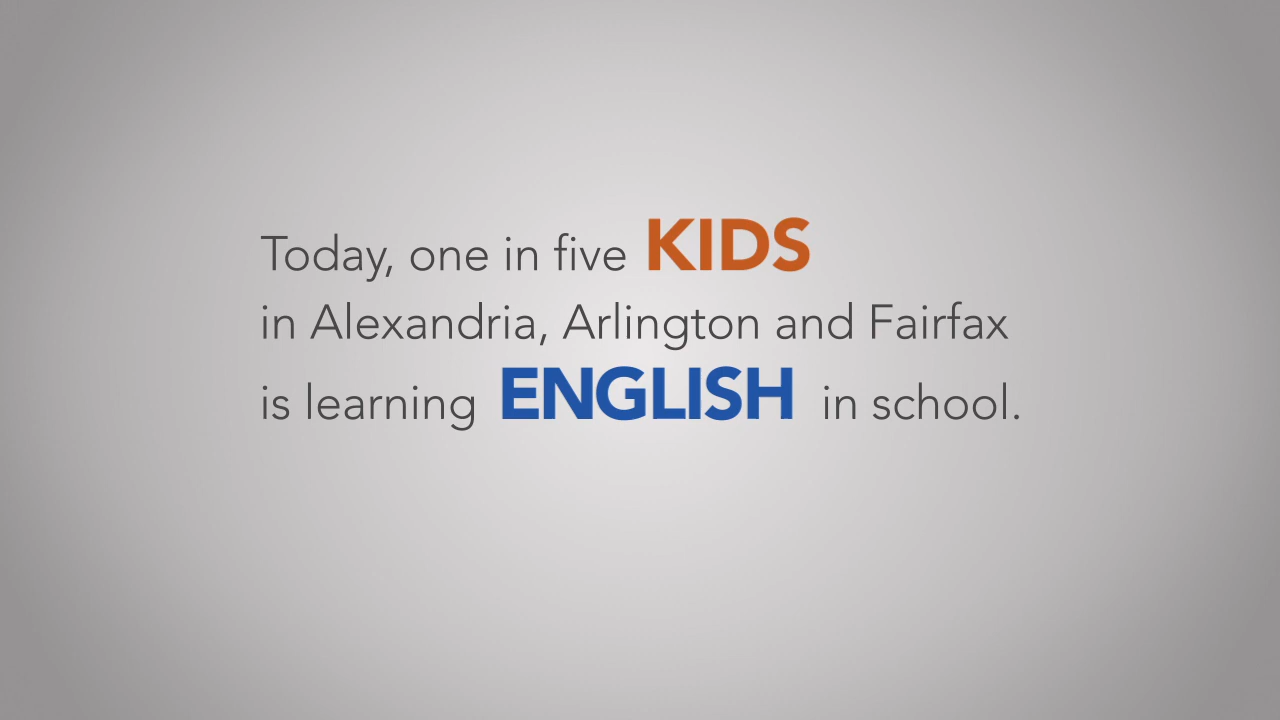 Today, one in five KIDS
in Alexandria, Arlington and Fairfax
is learning ENGLISH in school.